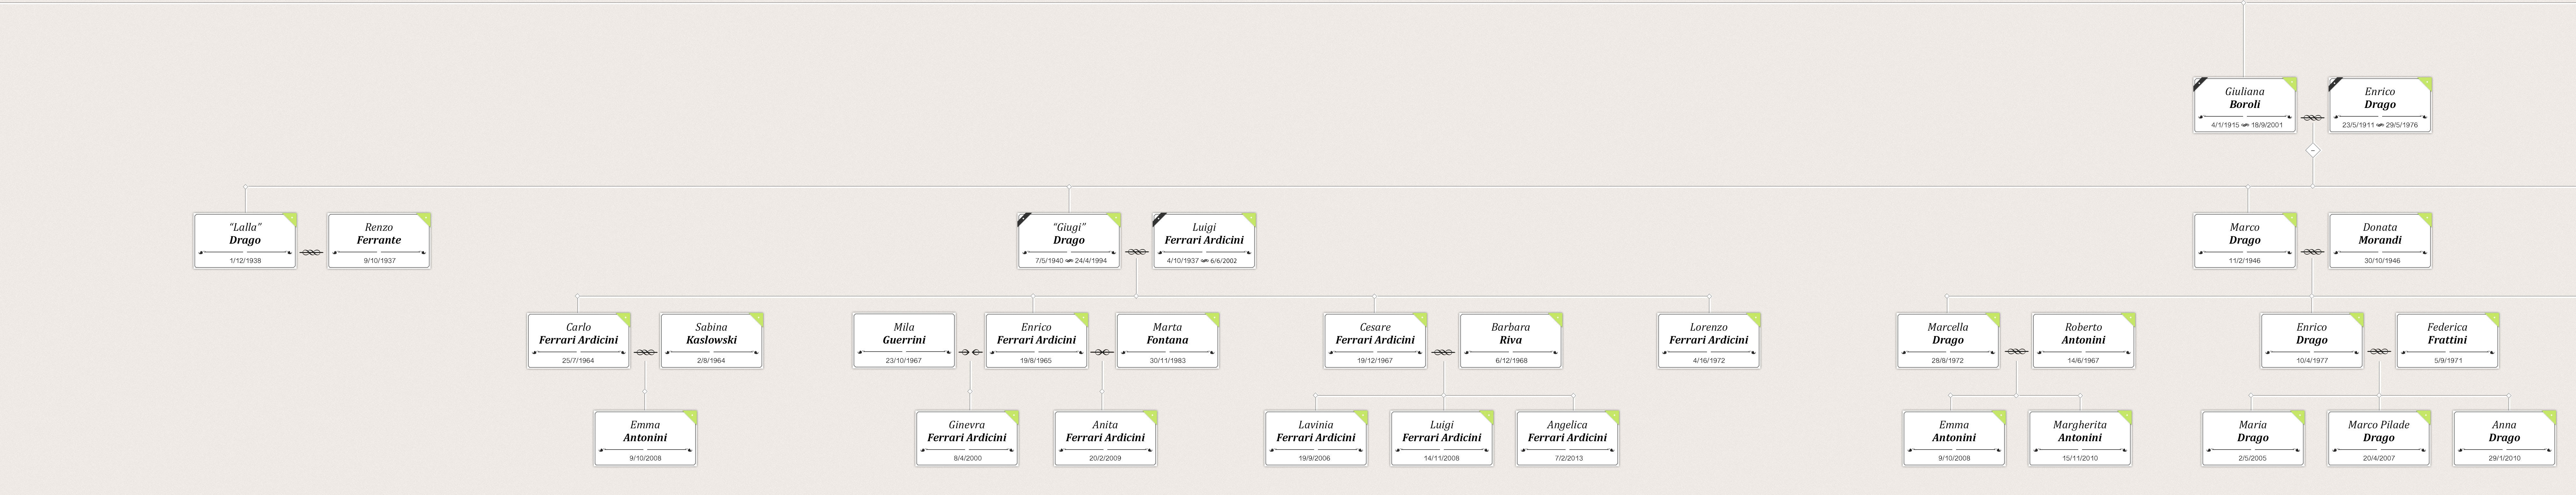 Giuliana
Boroli
4/1/1915 18/9/2001
Enrico
Drago
23/5/1911 29/5/1976
"Lalla"
Drago
1/12/1938
Renzo
Ferrante
9/10/1937
"Giugi"
Drago
7/5/1940 24/4/1994
Luigi
Ferrari Ardicini
4/10/1937 6/6/2002
Marco
Drago
11/2/1946
Donata
Morandi
30/10/1946
Carlo
Ferrari Ardicini
25/7/1964
Sabina
Kaslowski
2/8/1964
Mila
Guerrini
23/10/1967
Enrico
Ferrari Ardicini
19/8/1965
Marta
Fontana
30/11/1983
Cesare
Ferrari Ardicini
19/12/1967
Barbara
Riva
6/12/1968
Lorenzo
Ferrari Ardicini
4/16/1972
Marcella
Drago
28/8/1972
Roberto
Antonini
14/6/1967
Enrico
Drago
10/4/1977
Federica
Frattini
5/9/1971
Emma
Antonini
9/10/2008
Ginevra
Ferrari Ardicini
8/4/2000
Anita
Ferrari Ardicini
20/2/2009
Lavinia
Ferrari Ardicini
19/9/2006
Luigi
Ferrari Ardicini
14/11/2008
Angelica
Ferrari Ardicini
7/2/2013
Emma
Antonini
9/10/2008
Margherita
Antonini
15/11/2010
Maria
Drago
2/5/2005
Marco Pilade
Drago
20/4/2007
Anna
Drago
29/1/2010